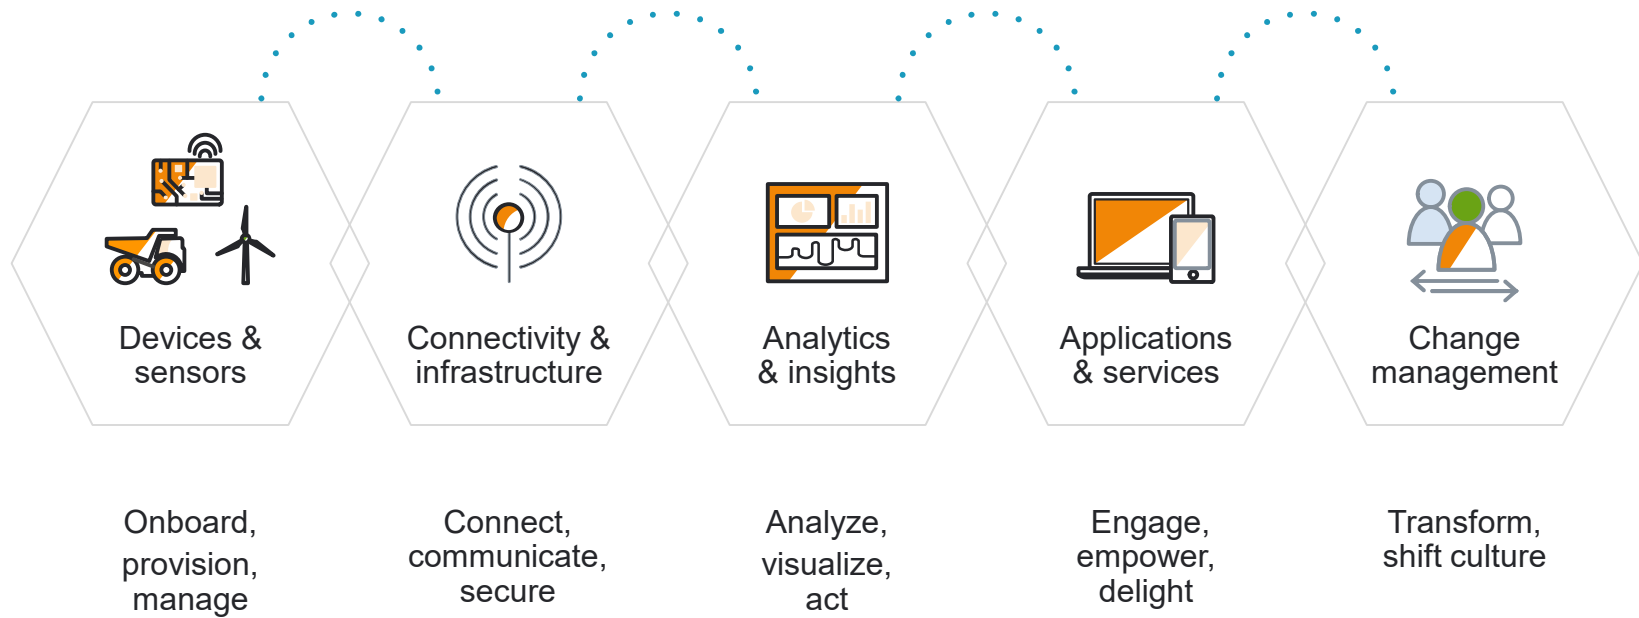 Devices &
sensors
Connectivity &
infrastructure
Analytics
& insights
Applications
& services
Change
management
Onboard,
provision,
manage
Connect,
communicate,
secure
Analyze,
visualize,
act
Engage,
empower,
delight
Transform,
shift culture